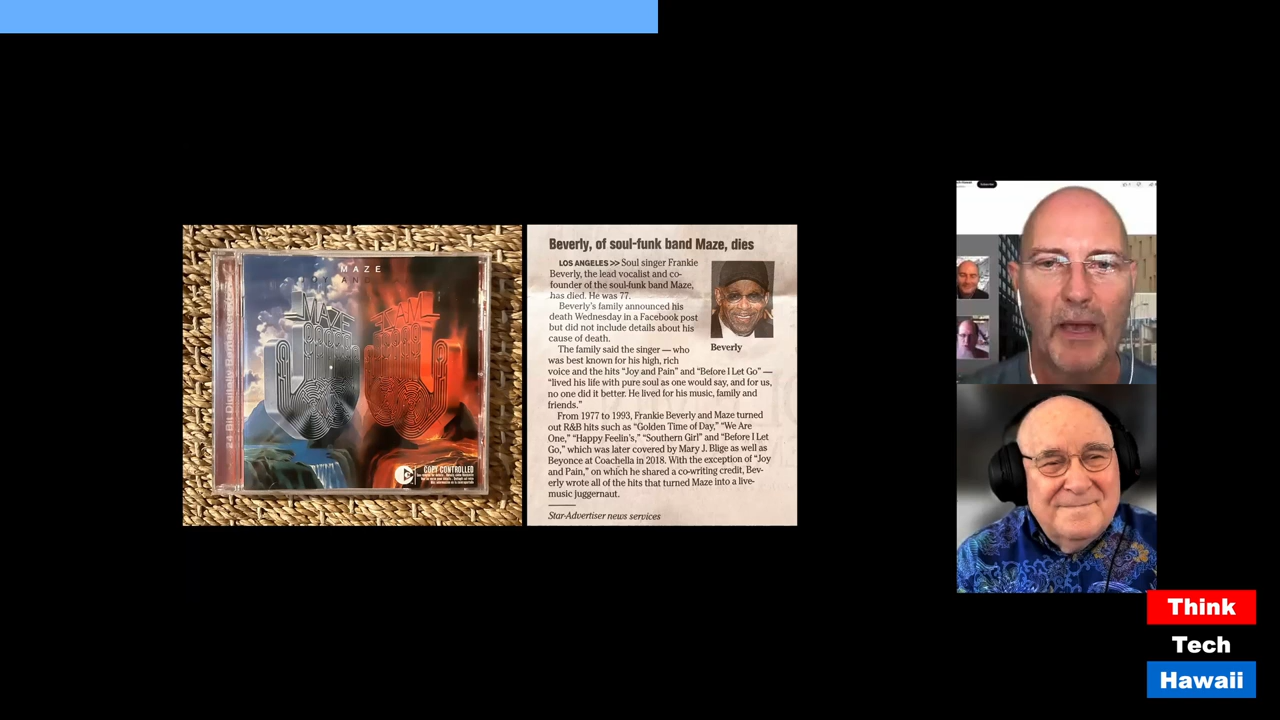 MAZE
24-Bit Digitally Remastered
MAZE
COPY CONTROLLED
Beverly, of soul-funk band Maze, dies
LOS ANGELES >> Soul singer Frankie
Beverly, the lead vocalist and co-
founder of the soul-funk band Maze,
has died. He was 77.
Beverly's family announced his
death Wednesday in a Facebook post
but did not include details about his
cause of death.
The family said the singer — who
was best known for his high, rich
voice and the hits “Joy and Pain” and “Before I Let Go” —
“lived his life with pure soul as one would say, and for us,
no one did it better. He lived for his music, family and
friends.”
From 1977 to 1993, Frankie Beverly and Maze turned
out R&B hits such as “Golden Time of Day,” “We Are
One,” “Happy Feelin's,” “Southern Girl” and “Before I Let
Go,” which was later covered by Mary J. Blige as well as
Beyonce at Coachella in 2018. With the exception of “Joy
and Pain,” on which he shared a co-writing credit, Bev-
erly wrote all of the hits that turned Maze into a live-
music juggernaut.
Star-Advertiser news services
Beverly
Think
Tech
Hawaii